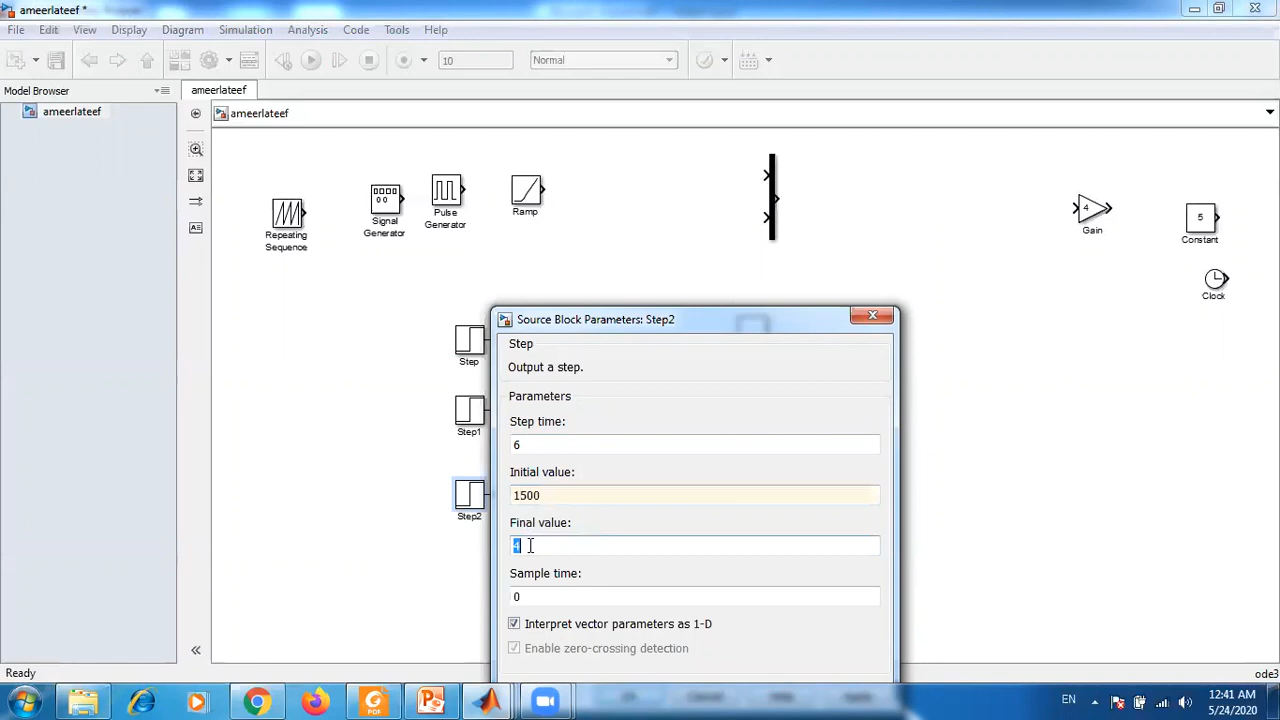 ameerlateef *
File Edit View Display Diagram Simulation Analysis Code Tools Help
10 Normal
Model Browser
ameerlateef
ameerlateef
ameerlateef
Repeating
Sequence
Signal
Generator
Pulse
Generator
Ramp
4
Gain
5
Constant
Clock
Step
Step1
Step2
Source Block Parameters: Step2
Step
Output a step.
Parameters
Step time:
6
Initial value:
1500
Final value:
4
Sample time:
0
Interpret vector parameters as 1-D
Enable zero-crossing detection
Ready
ode3
PDF
EN
12:41 AM
5/24/2020